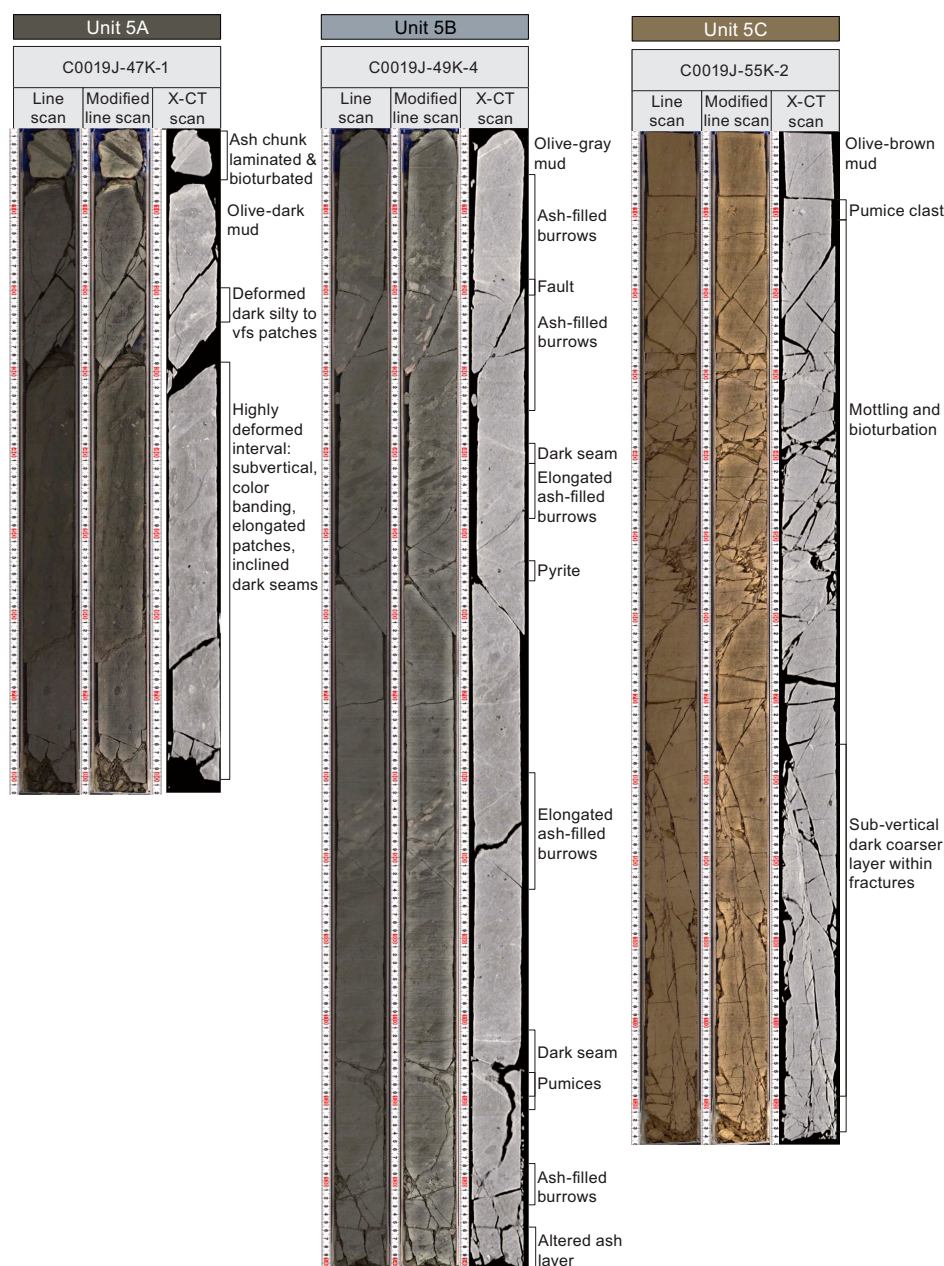 Unit 5A
C0019J-47K-1
Line
scan
Modified
line scan
X-CT
scan
Ash chunk
laminated &
bioturbated
Olive-dark
mud
Deformed
dark silty to
vfs patches
Highly
deformed
interval:
subvertical,
color
banding,
elongated
patches,
inclined
dark seams
Unit 5B
C0019J-49K-4
Line
scan
Modified
line scan
X-CT
scan
Olive-gray
mud
Ash-filled
burrows
Fault
Ash-filled
burrows
Dark seam
Elongated
ash-filled
burrows
Pyrite
Elongated
ash-filled
burrows
Dark seam
Pumices
Ash-filled
burrows
Altered ash
layer
Unit 5C
C0019J-55K-2
Line
scan
Modified
line scan
X-CT
scan
Olive-brown
mud
Pumice clast
Mottling and
bioturbation
Sub-vertical
dark coarser
layer within
fractures